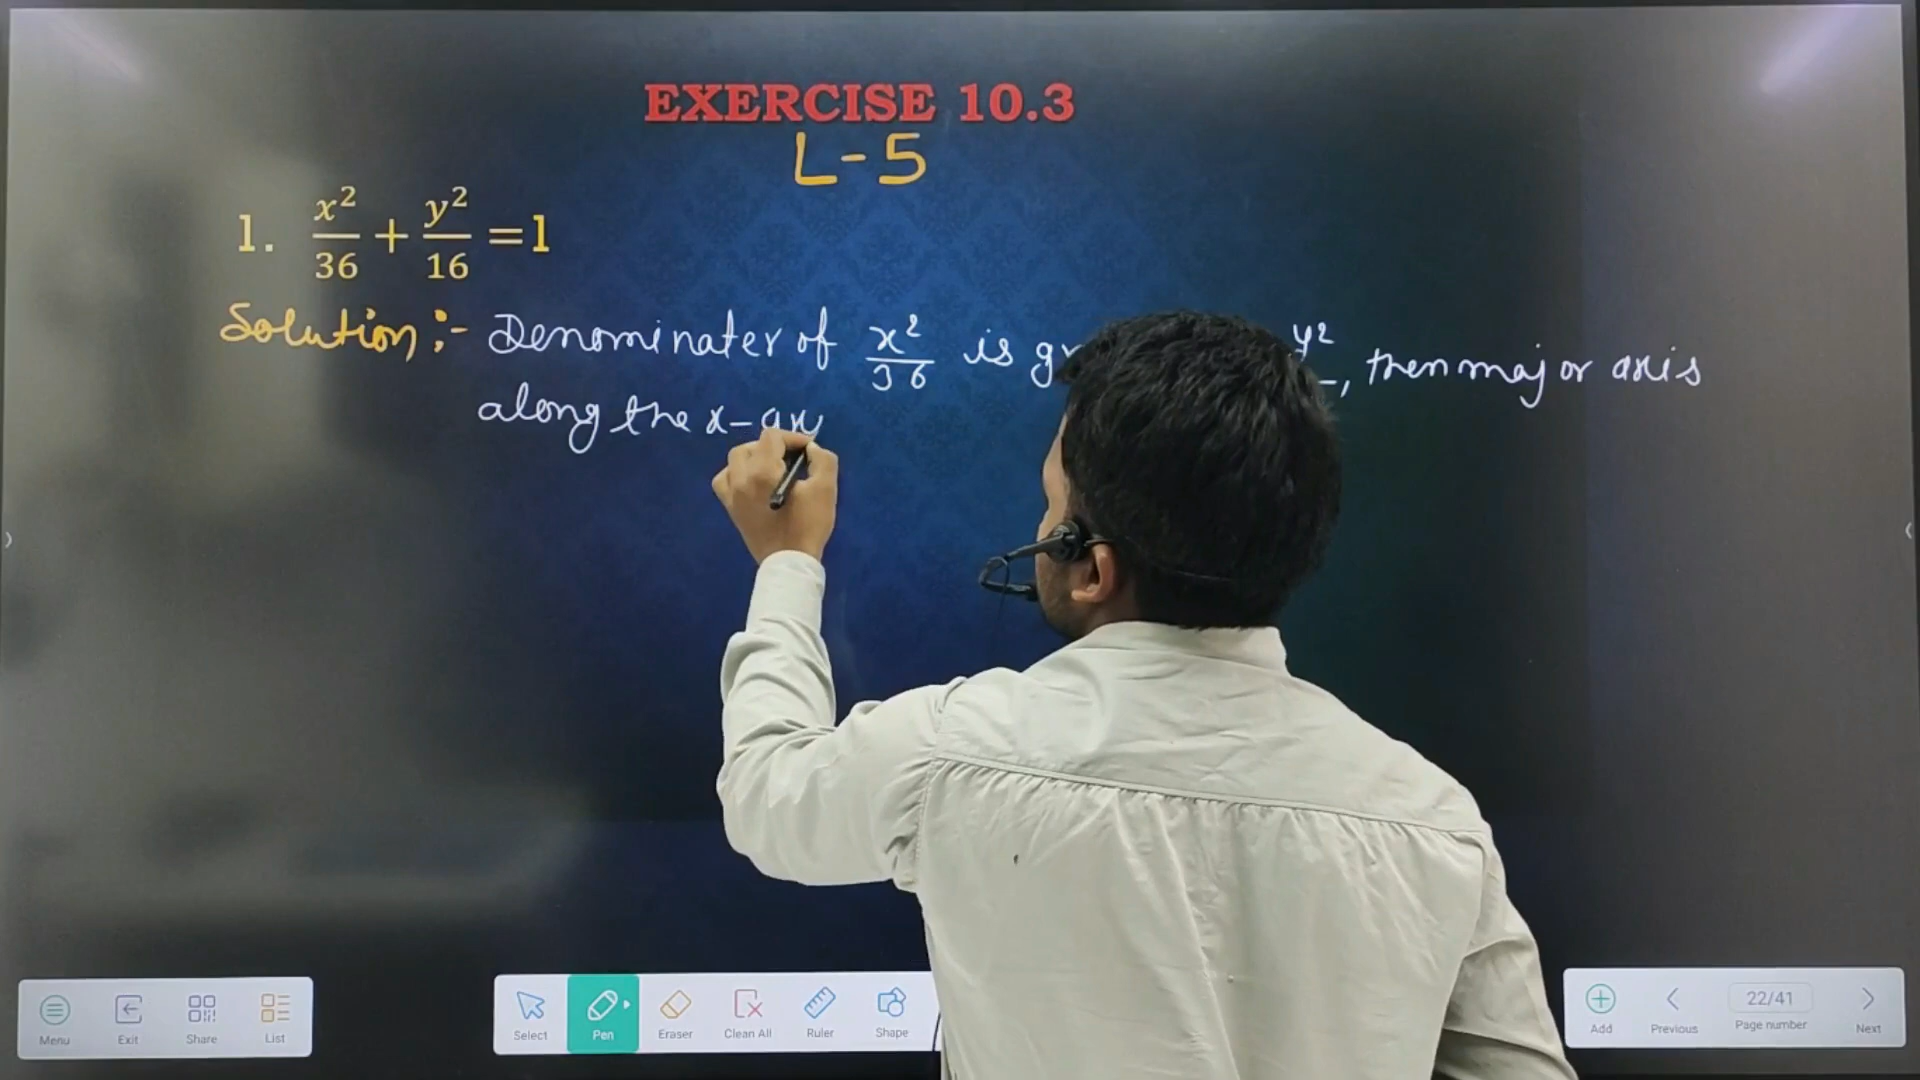 EXERCISE 10.3
L-5
1. x²/36 + y²/16 =1
Solution :- Denominater of x²/36 is y², then major axis
along the x-ax
Menu
Exit
Share
List
Select
Pen
Eraser
Clean All
Ruler
Shape
Add
Previous
22/41
Page number
Next